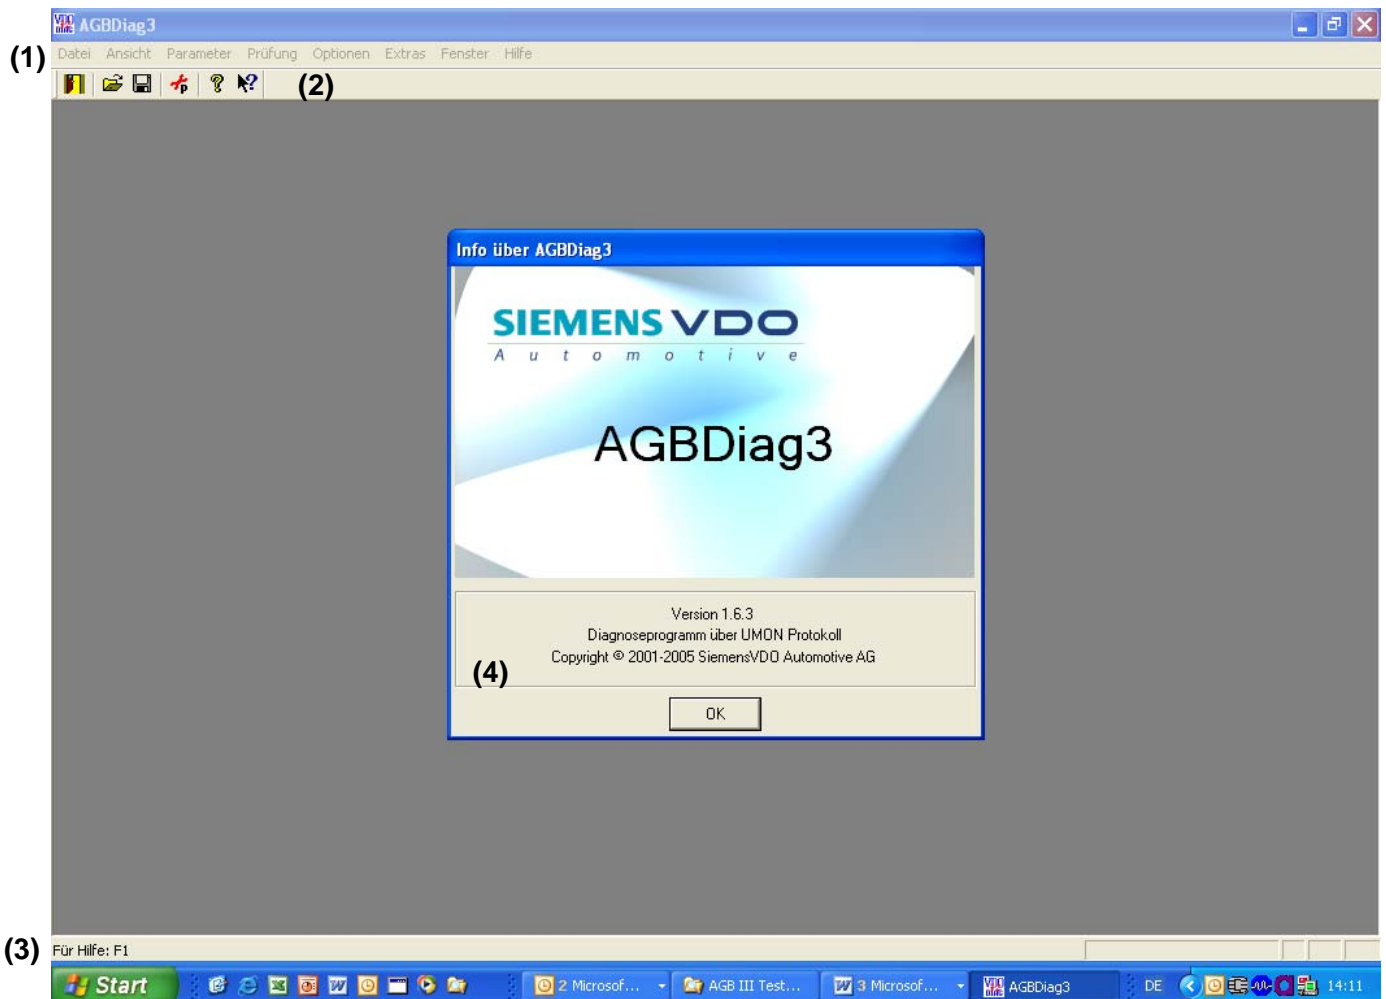 AGBDiag3
(1) Datei Ansicht Parameter Prüfung Optionen Extras Fenster Hilfe
(2)
Info über AGBDiag3
SIEMENS VDO
Automotive
AGBDiag3
Version 1.6.3
Diagnoseprogramm über UMON Protokoll
Copyright © 2001-2005 SiemensVDO Automotive AG
(4)
OK
(3) Für Hilfe: F1
Start 2 Microsof... AGB III Test... 3 Microsof... AGBDiag3 DE 14:11